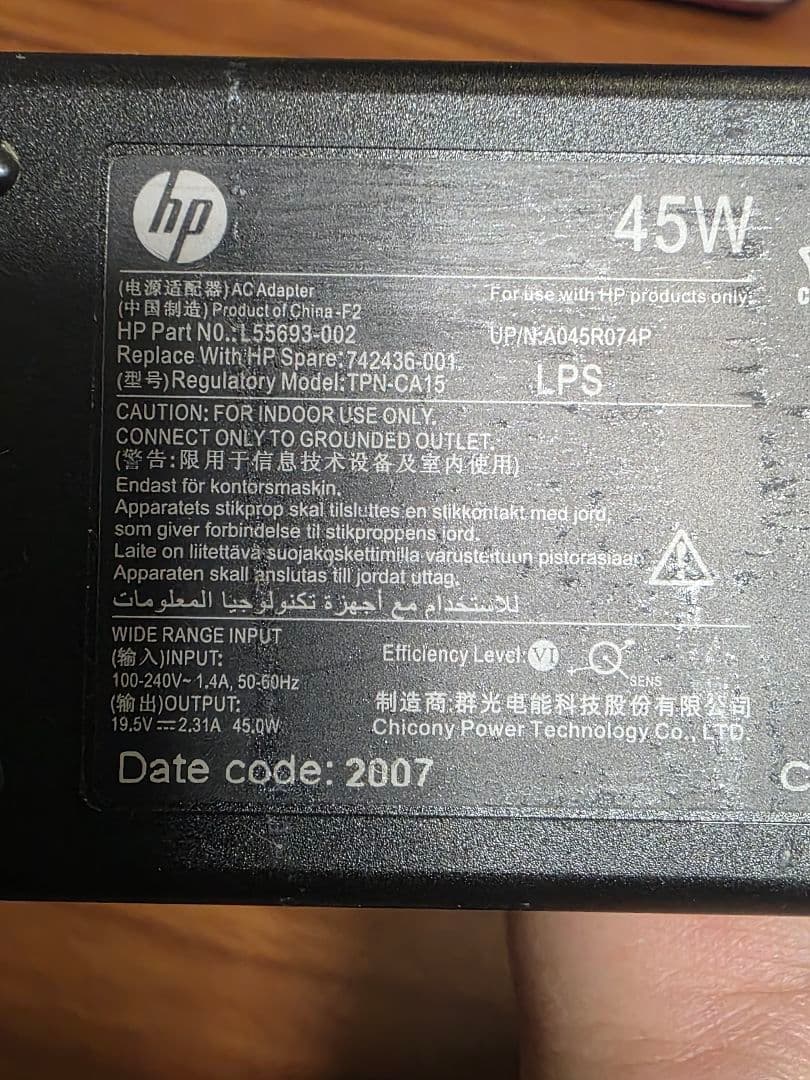 hp
45W
(电源适配器)AC Adapter
For use with HP products only.
(中国制造) Product of China -F2
HP Part N0.:L55693-002
UP/N:A045R074P
Replace With HP Spare:742436-001.
(型号)Regulatory Model:TPN-CA15
LPS
CAUTION: FOR INDOOR USE ONLY.
CONNECT ONLY TO GROUNDED OUTLET.
(警告:限用于信息技术设备及室内使用)
Endast för kontorsmaskin.
Apparatets stikprop skal tilsluttes en stikkontakt med jord,
som giver forbindelse til stikproppens jord.
Laite on liitettävä suojakoskettimilla varusteituun pistorasiaan
Apparaten skall anslutas till jordat uttag.
للاستخدام مع أجهزة تكنولوجيا المعلومات
WIDE RANGE INPUT
(输入)INPUT:
100-240V~ 1.4A, 50-60Hz
(输出)OUTPUT:
19.5V⎓2.31A 45.0W
Efficiency Level: VI
SENS
制造商:群光电能科技股份有限公司
Chicony Power Technology Co., LTD.
Date code: 2007